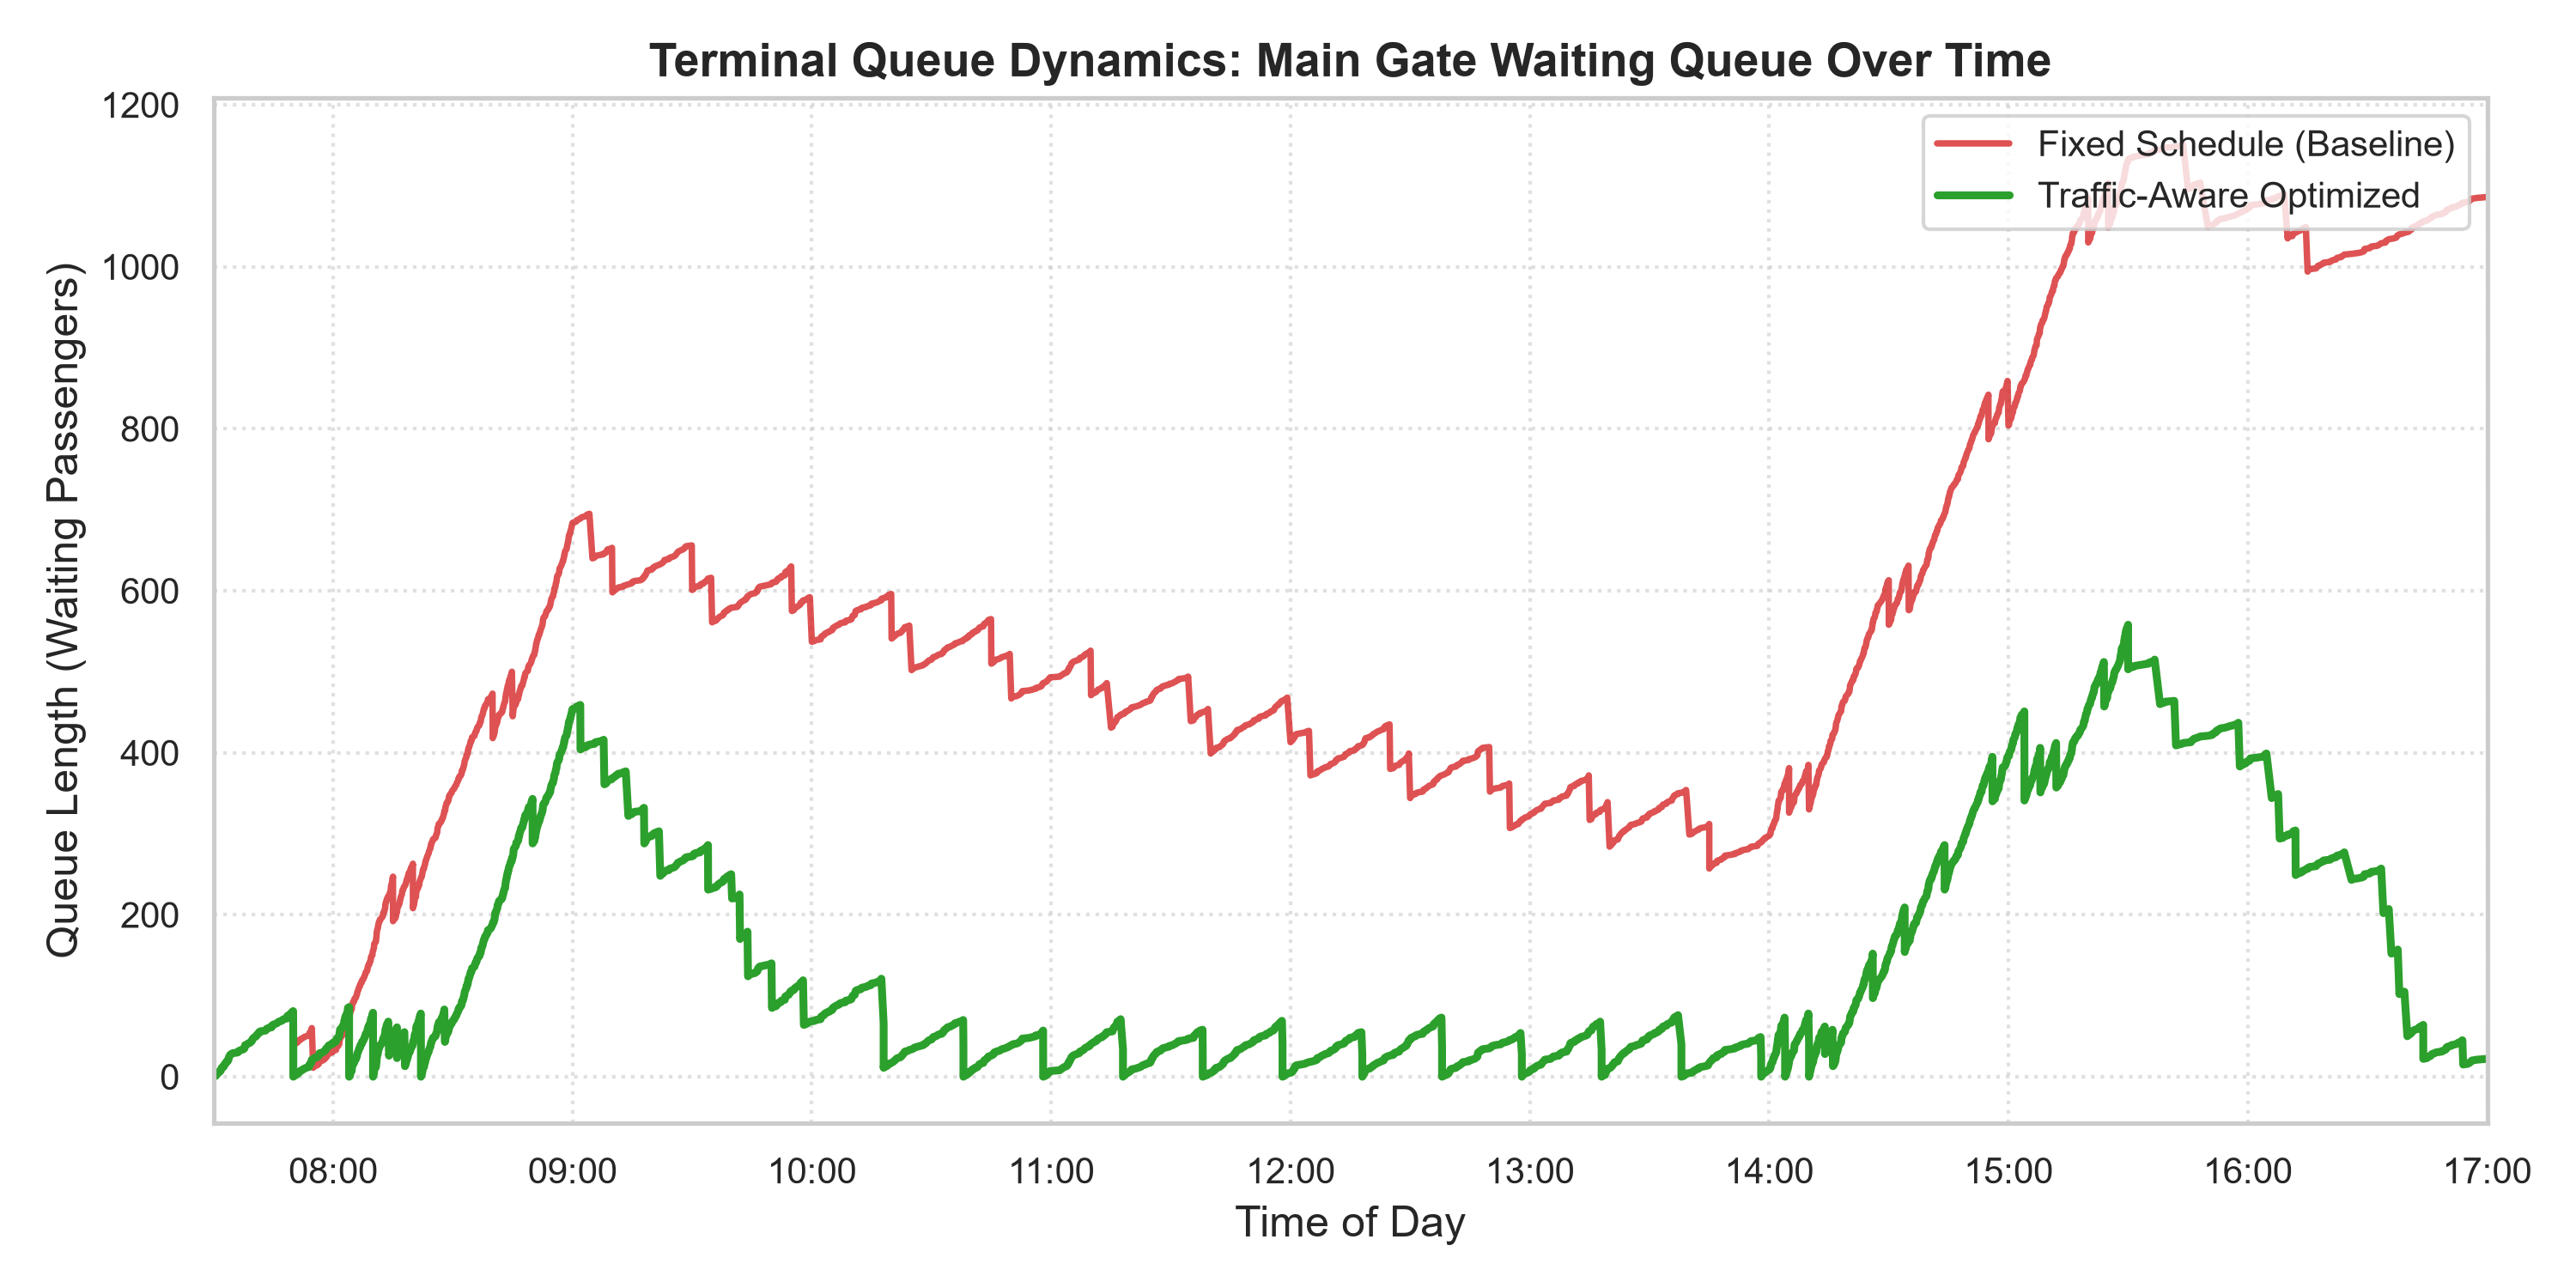 Terminal Queue Dynamics: Main Gate Waiting Queue Over Time
1200
1000
800
600
400
200
0
Queue Length (Waiting Passengers)
Fixed Schedule (Baseline)
Traffic-Aware Optimized
08:00 09:00 10:00 11:00 12:00 13:00 14:00 15:00 16:00 17:00
Time of Day